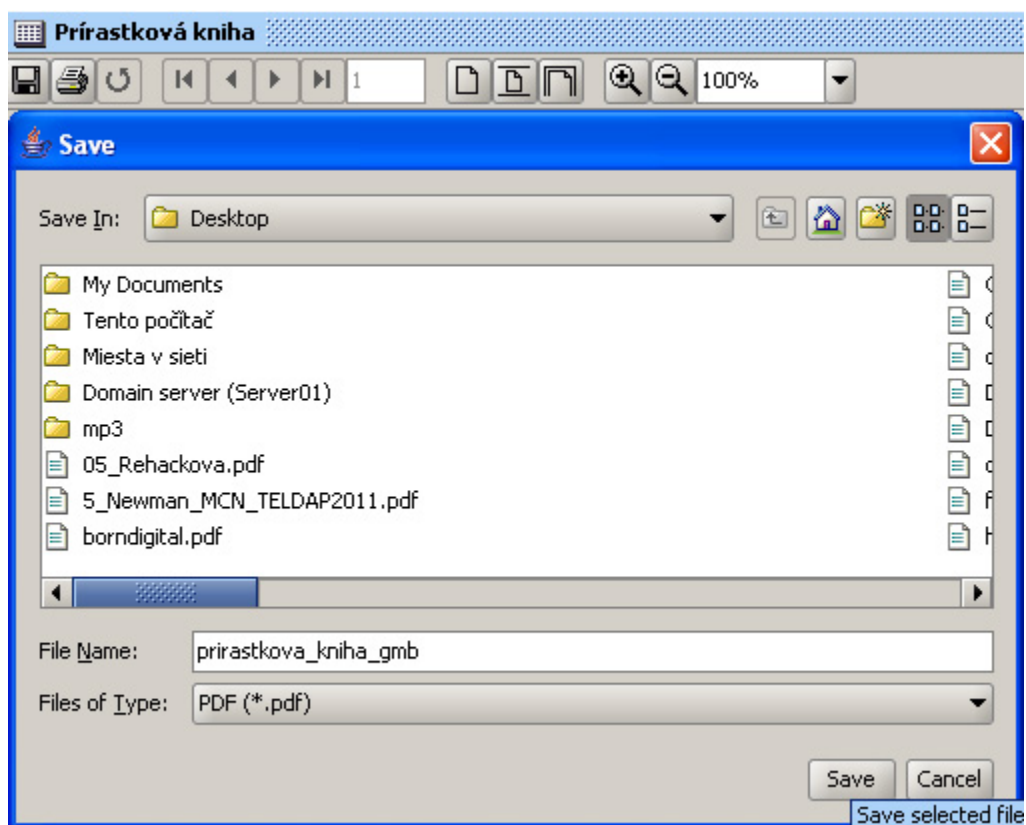 Prírastková kniha
1
100%
Save
Save In: Desktop
My Documents
Tento počítač
Miesta v sieti
Domain server (Server01)
mp3
05_Rehackova.pdf
5_Newman_MCN_TELDAP2011.pdf
borndigital.pdf
File Name: prirastkova_kniha_gmb
Files of Type: PDF (*.pdf)
Save Cancel
Save selected file